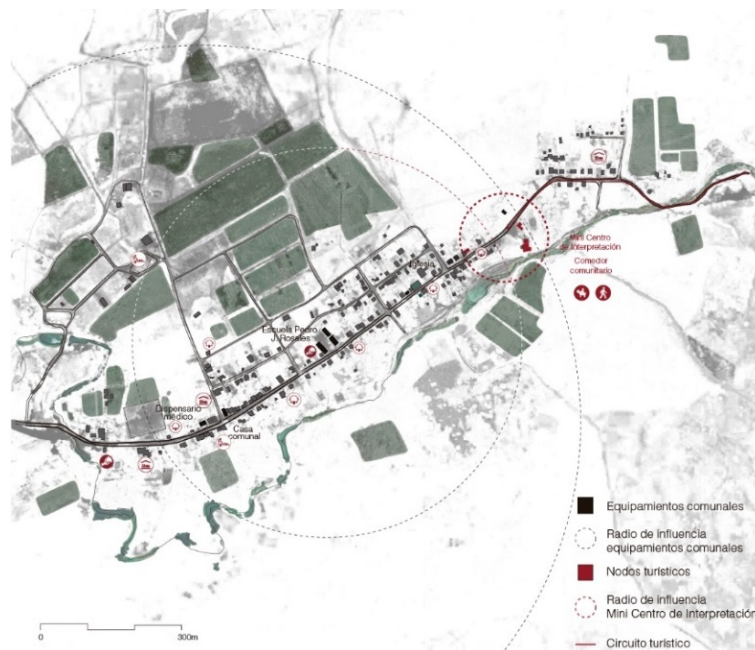 Iglesia
Mini Centro
de Interpretación
Comedor
comunitario
Escuela Pedro
J. Rosales
Dispensario
médico
Casa
comunal
Equipamientos comunales
Radio de influencia
equipamientos comunales
Nodos turísticos
Radio de influencia
Mini Centro de Interpretación
Circuito turístico
0 300m